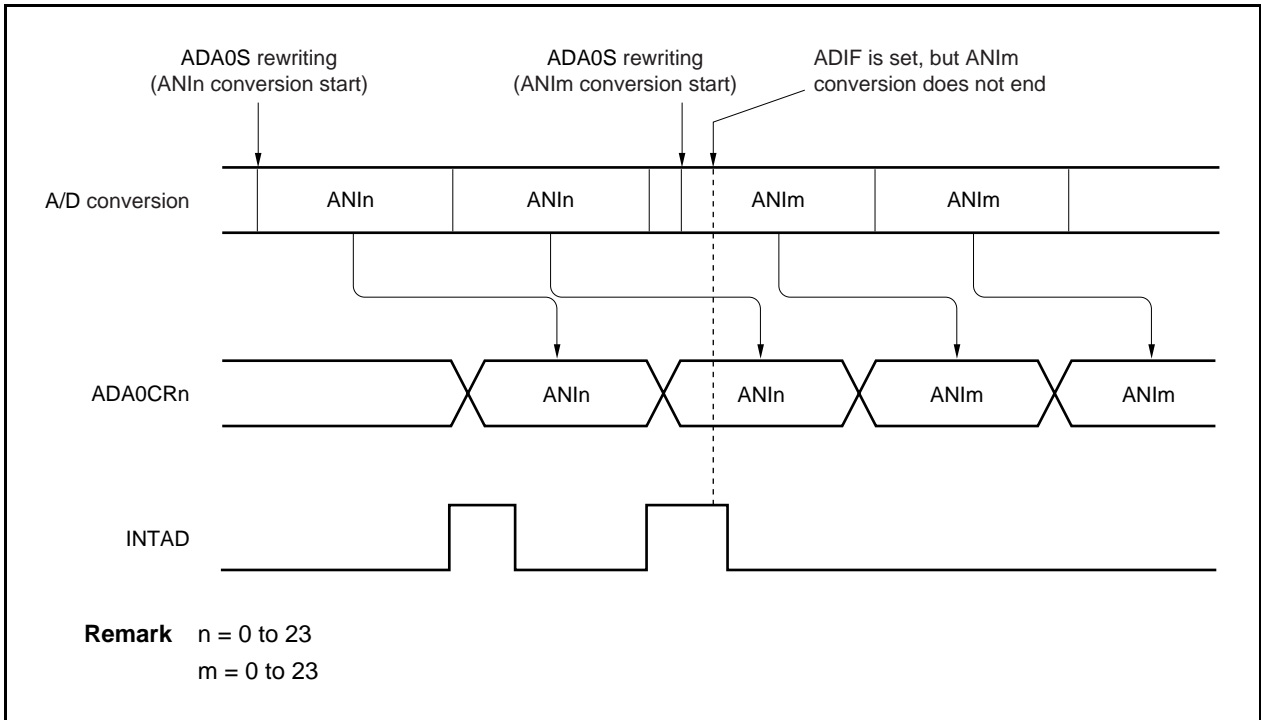 ADA0S rewriting
(ANIn conversion start)
ADA0S rewriting
(ANIm conversion start)
ADIF is set, but ANIm
conversion does not end
A/D conversion
ANIn
ANIn
ANIm
ANIm
ADA0CRn
ANIn
ANIn
ANIm
ANIm
INTAD
Remark n = 0 to 23
m = 0 to 23